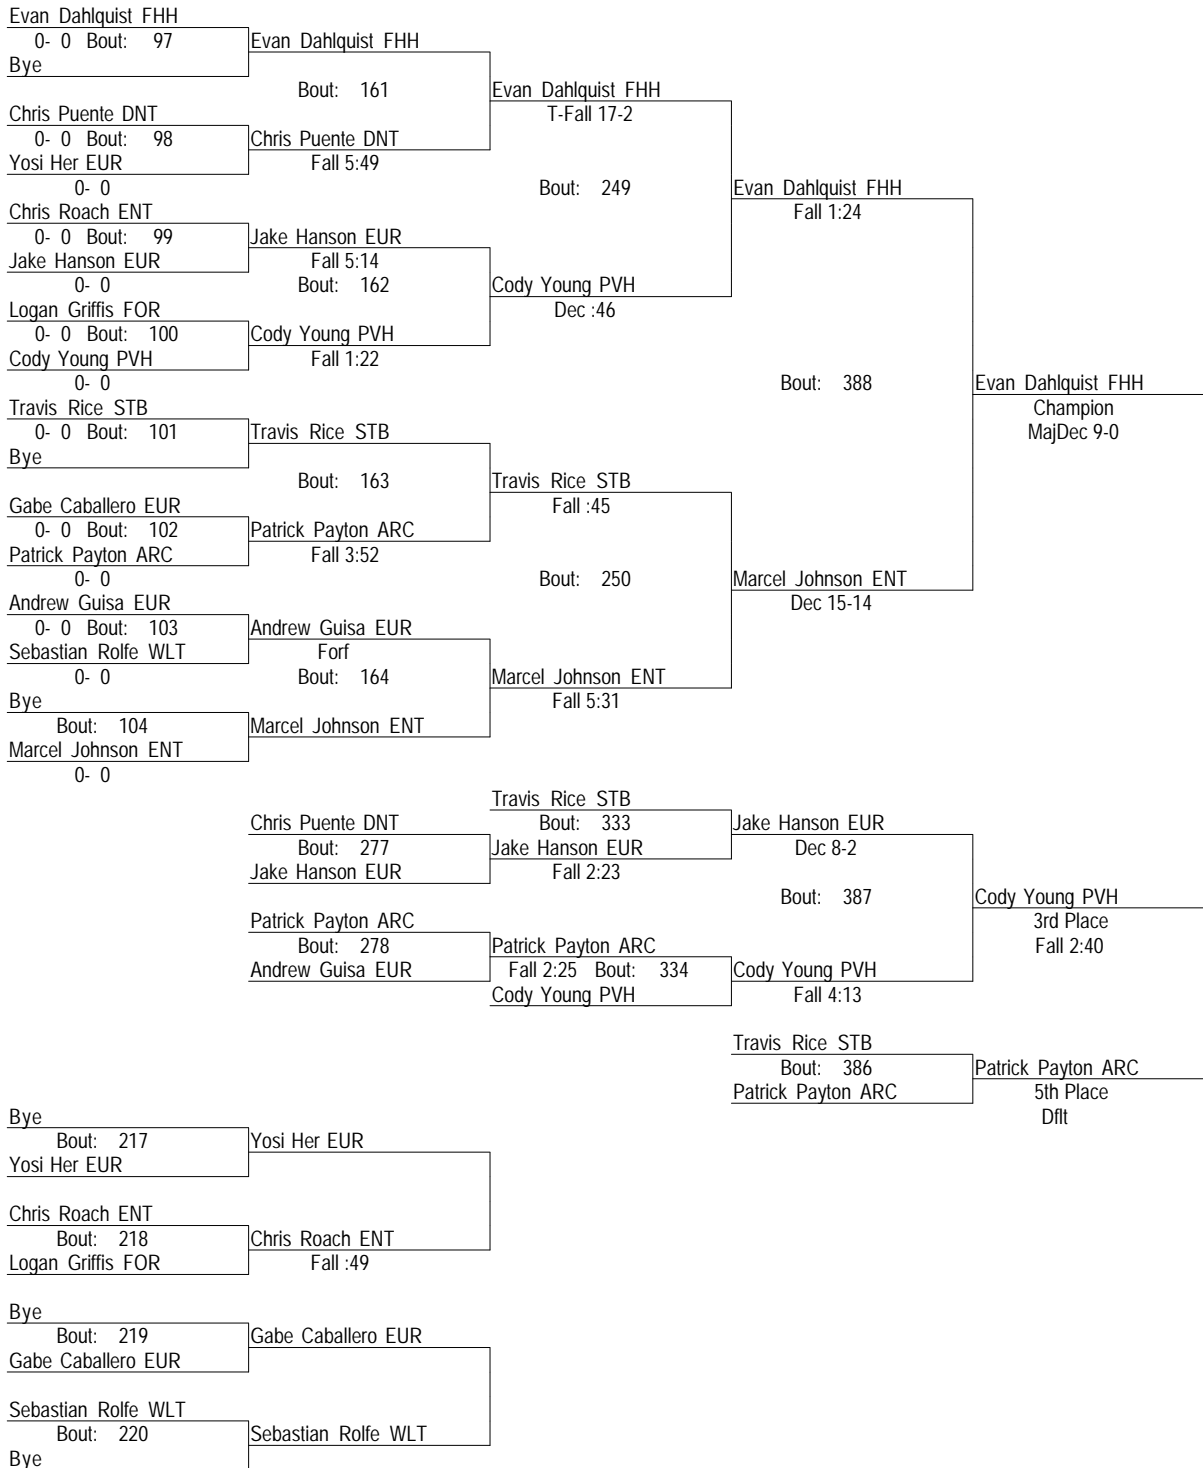 Evan Dahlquist FHH
0- 0 Bout: 97 Evan Dahlquist FHH
Bye
Bout: 161 Evan Dahlquist FHH
Chris Puente DNT T-Fall 17-2
0- 0 Bout: 98 Chris Puente DNT
Yosi Her EUR Fall 5:49
0- 0 Bout: 249 Evan Dahlquist FHH
Chris Roach ENT Fall 1:24
0- 0 Bout: 99 Jake Hanson EUR
Jake Hanson EUR Fall 5:14
0- 0 Bout: 162 Cody Young PVH
Logan Griffis FOR Dec :46
0- 0 Bout: 100 Cody Young PVH
Cody Young PVH Fall 1:22
0- 0 Bout: 388 Evan Dahlquist FHH
Travis Rice STB Champion
0- 0 Bout: 101 Travis Rice STB MajDec 9-0
Bye
Bout: 163 Travis Rice STB
Gabe Caballero EUR Fall :45
0- 0 Bout: 102 Patrick Payton ARC
Patrick Payton ARC Fall 3:52
0- 0 Bout: 250 Marcel Johnson ENT
Andrew Guisa EUR Dec 15-14
0- 0 Bout: 103 Andrew Guisa EUR
Sebastian Rolfe WLT Forf
0- 0 Bout: 164 Marcel Johnson ENT
Bye Fall 5:31
Bout: 104 Marcel Johnson ENT
Marcel Johnson ENT
0- 0
Travis Rice STB
Chris Puente DNT Bout: 333 Jake Hanson EUR
Bout: 277 Jake Hanson EUR Dec 8-2
Jake Hanson EUR Fall 2:23
Bout: 387 Cody Young PVH
Patrick Payton ARC 3rd Place
Bout: 278 Patrick Payton ARC Fall 2:40
Andrew Guisa EUR Fall 2:25 Bout: 334 Cody Young PVH
Cody Young PVH Fall 4:13
Travis Rice STB
Bout: 386 Patrick Payton ARC
Patrick Payton ARC 5th Place
Bye Dflt
Bout: 217 Yosi Her EUR
Yosi Her EUR
Chris Roach ENT
Bout: 218 Chris Roach ENT
Logan Griffis FOR Fall :49
Bye
Bout: 219 Gabe Caballero EUR
Gabe Caballero EUR
Sebastian Rolfe WLT
Bout: 220 Sebastian Rolfe WLT
Bye